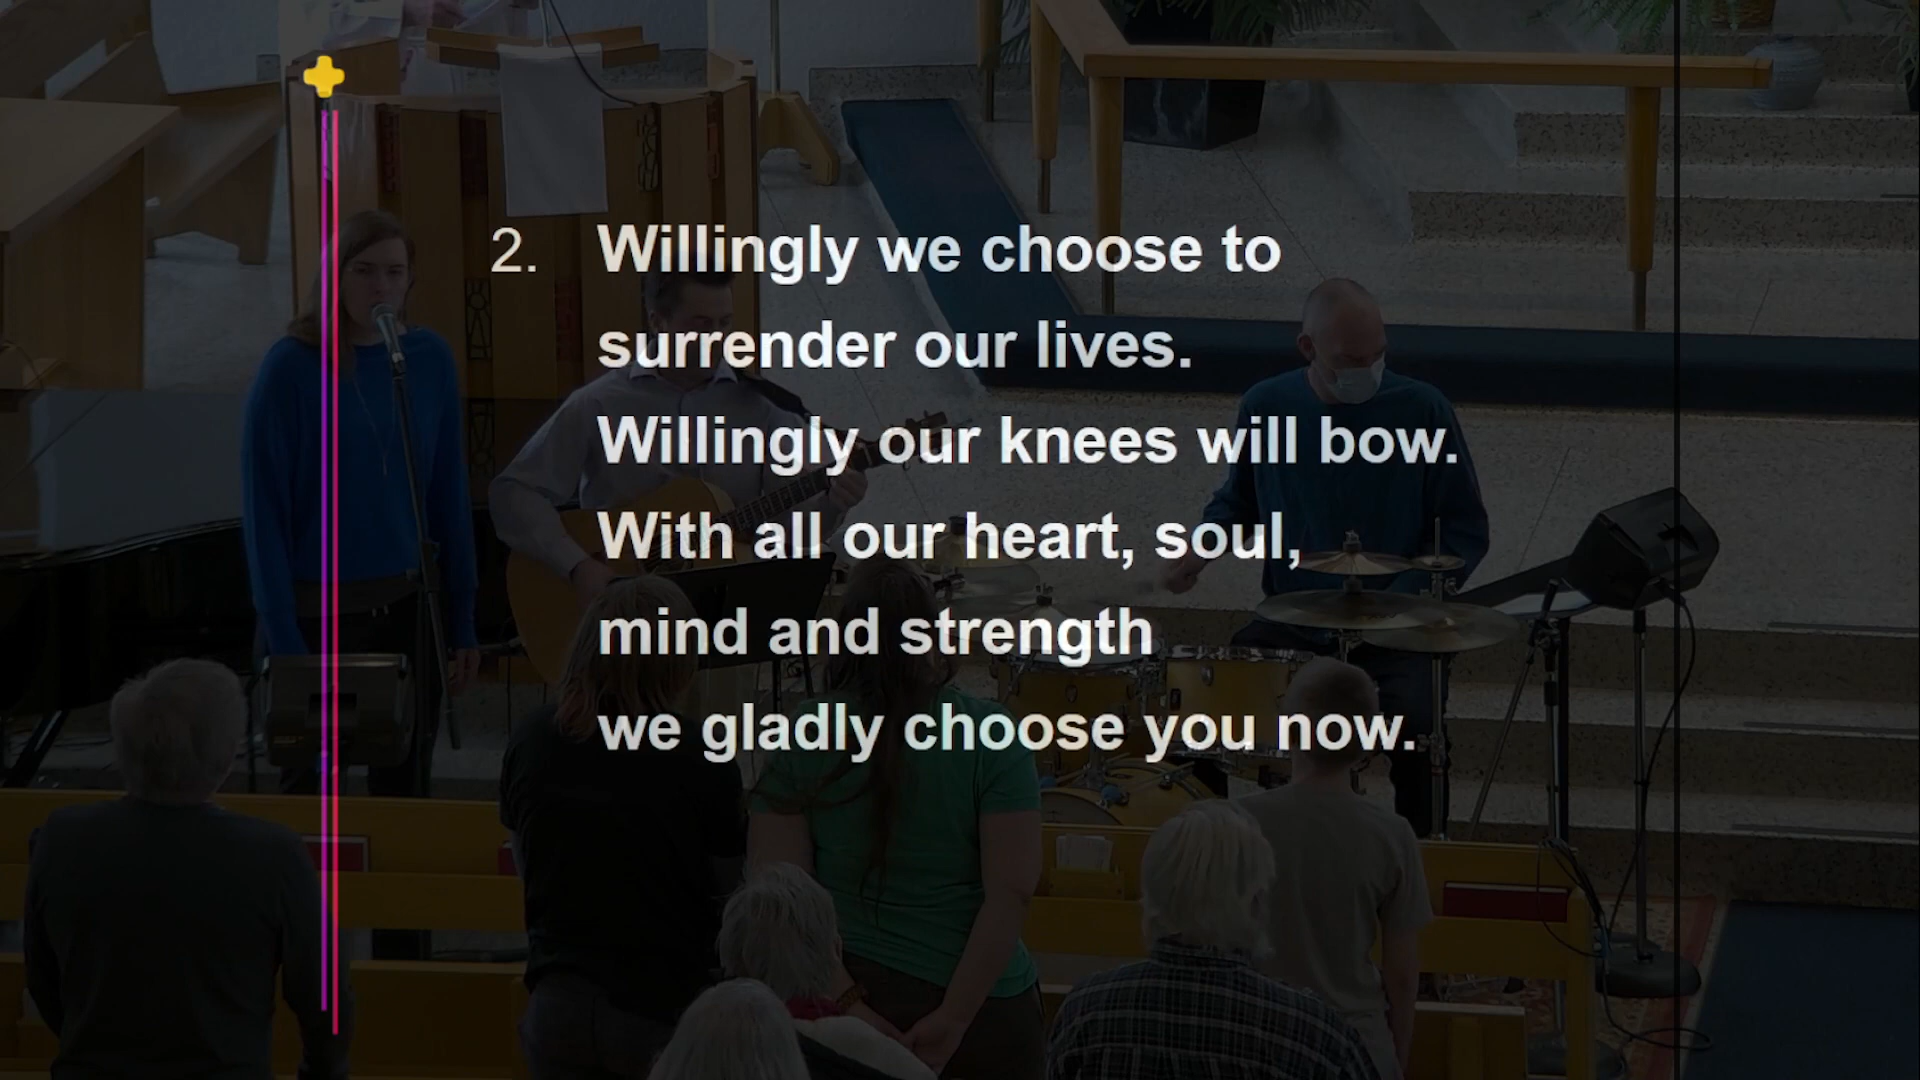 2. Willingly we choose to
surrender our lives.
Willingly our knees will bow.
With all our heart, soul,
mind and strength
we gladly choose you now.